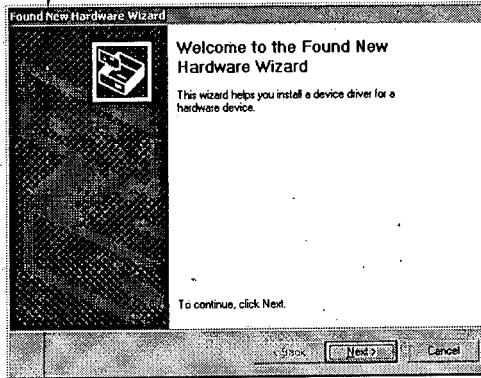 Found New Hardware Wizard
Welcome to the Found New
Hardware Wizard
This wizard helps you install a device driver for a
hardware device.
To continue, click Next.
< Back
Next >
Cancel